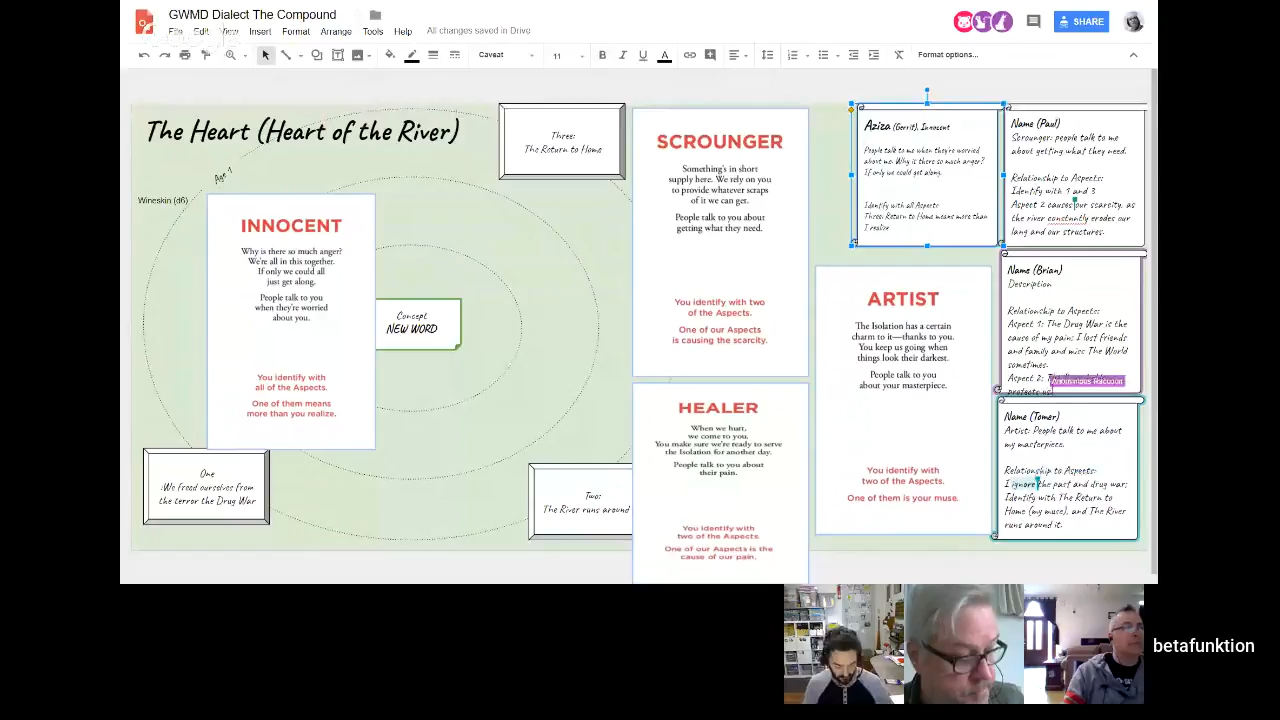 GWMD Dialect The Compound
File Edit View Insert Format Arrange Tools Help All changes saved in Drive
SHARE
Caveat 11 B I U A Format options...
The Heart (Heart of the River)
Age 1
Wineskin (d6)
Three:
The Return to Home
INNOCENT
Why is there so much anger?
We're all in this together.
If only we could all
just get along.
People talk to you
when they're worried
about you.
You identify with
all of the Aspects.
One of them means
more than you realize.
Concept
NEW WORD
One
We freed ourselves from
the terror the Drug War
Two:
The River runs around
SCROUNGER
Something's in short
supply here. We rely on you
to provide whatever scraps
of it we can get.
People talk to you about
getting what they need.
You identify with two
of the Aspects.
One of our Aspects
is causing the scarcity.
HEALER
When we hurt,
we come to you.
You make sure we're ready to serve
the Isolation for another day.
People talk to you about
their pain.
You identify with
two of the Aspects.
One of our Aspects is the
cause of our pain.
ARTIST
The Isolation has a certain
charm to it—thanks to you.
You keep us going when
things look their darkest.
People talk to you
about your masterpiece.
You identify with
two of the Aspects.
One of them is your muse.
Aziza (Gerrit), Innocent
People talk to me when they're worried
about me. Why is there so much anger?
If only we could get along.
Identify with all Aspects
Three: Return to Home means more than
I realize
Name (Paul)
Scrounger: people talk to me
about getting what they need.
Relationship to Aspects:
Identify with 1 and 3
Aspect 2 causes our scarcity, as
the river constantly erodes our
lang and our structures.
Name (Brian)
Description
Relationship to Aspects:
Aspect 1: The Drug War is the
cause of my pain; I lost friends
and family and miss The World
sometimes.
Aspect 2: The
Anonymous Raccoon
protects us
Name (Tomer)
Artist: People talk to me about
my masterpiece.
Relationship to Aspects:
I ignore the past and drug war;
Identify with The Return to
Home (my muse), and The River
runs around it.
betafunktion